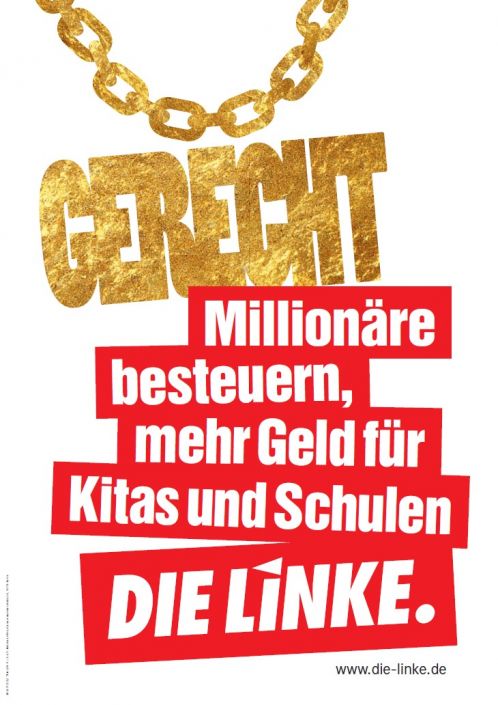 GERECHT
Millionäre
besteuern,
mehr Geld für
Kitas und Schulen
DIE LINKE.
www.die-linke.de